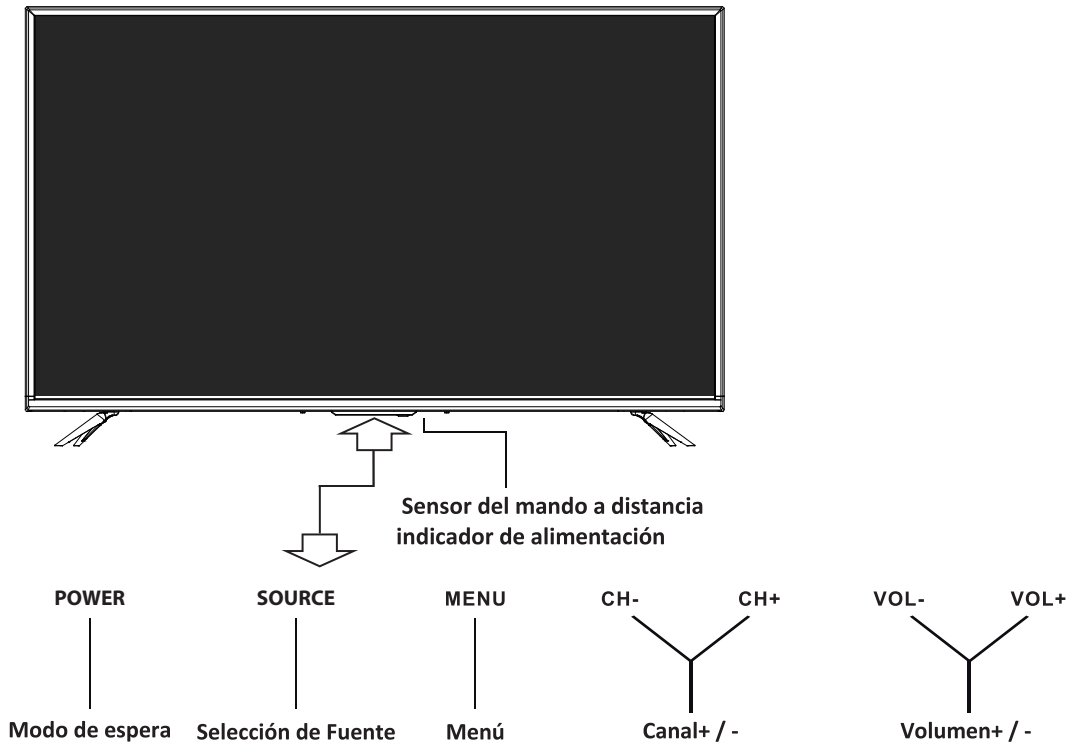 Sensor del mando a distancia
indicador de alimentación
POWER SOURCE MENU CH- CH+ VOL- VOL+
Modo de espera Selección de Fuente Menú Canal+ / - Volumen+ / -